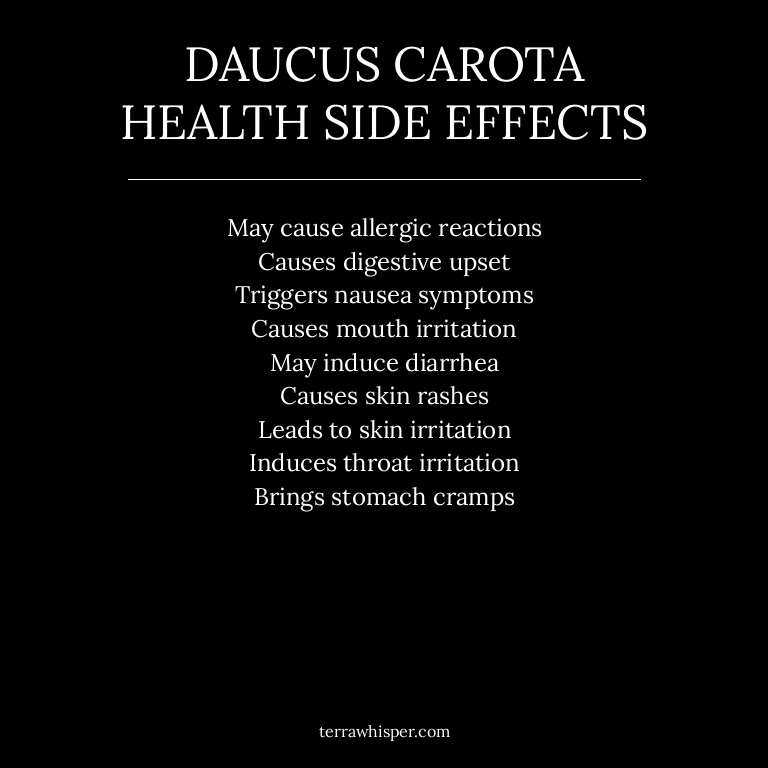 DAUCUS CAROTA
HEALTH SIDE EFFECTS
May cause allergic reactions
Causes digestive upset
Triggers nausea symptoms
Causes mouth irritation
May induce diarrhea
Causes skin rashes
Leads to skin irritation
Induces throat irritation
Brings stomach cramps
terrawhisper.com